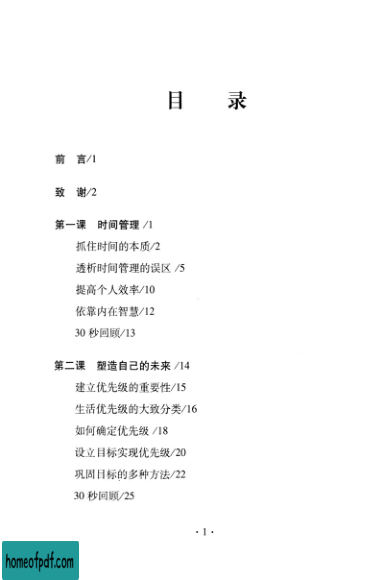 目 录
前 言/1
致 谢/2
第一课 时间管理 /1
抓住时间的本质/2
透析时间管理的误区 /5
提高个人效率/10
依靠内在智慧/12
30 秒回顾/13
第二课 塑造自己的未来 /14
建立优先级的重要性/15
生活优先级的大致分类/16
如何确定优先级 /18
设立目标实现优先级/20
巩固目标的多种方法/22
30 秒回顾/25
· 1 ·
homeofpdf.com